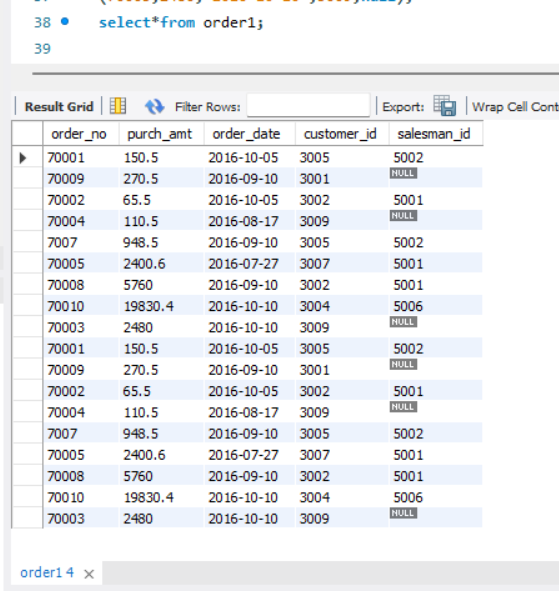 38 select*from order1;
39
Result Grid Filter Rows: Export: Wrap Cell Cont
order_no purch_amt order_date customer_id salesman_id
70001 150.5 2016-10-05 3005 5002
70009 270.5 2016-09-10 3001 NULL
70002 65.5 2016-10-05 3002 5001
70004 110.5 2016-08-17 3009 NULL
7007 948.5 2016-09-10 3005 5002
70005 2400.6 2016-07-27 3007 5001
70008 5760 2016-09-10 3002 5001
70010 19830.4 2016-10-10 3004 5006
70003 2480 2016-10-10 3009 NULL
70001 150.5 2016-10-05 3005 5002
70009 270.5 2016-09-10 3001 NULL
70002 65.5 2016-10-05 3002 5001
70004 110.5 2016-08-17 3009 NULL
7007 948.5 2016-09-10 3005 5002
70005 2400.6 2016-07-27 3007 5001
70008 5760 2016-09-10 3002 5001
70010 19830.4 2016-10-10 3004 5006
70003 2480 2016-10-10 3009 NULL
order1 4